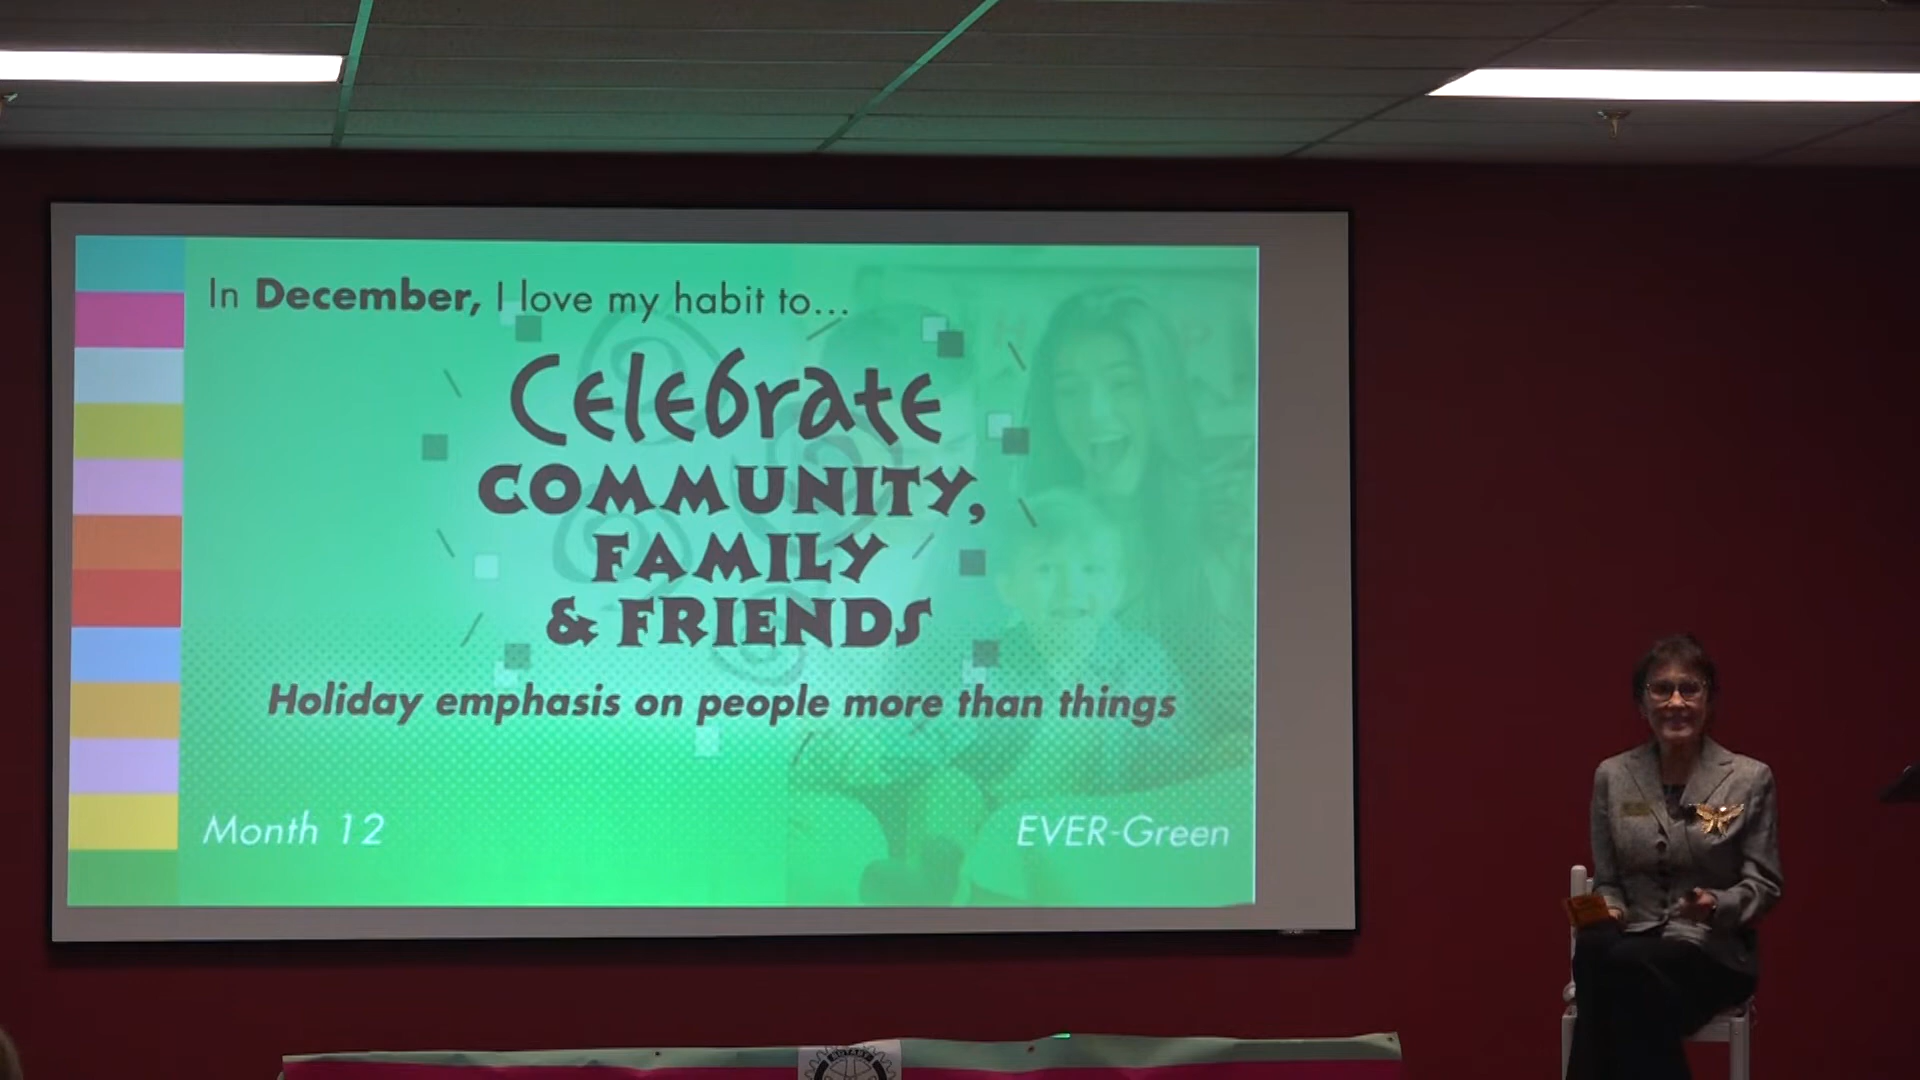 In December, I love my habit to...
Celebrate
COMMUNITY,
FAMILY
& FRIENDS
Holiday emphasis on people more than things
Month 12
EVER-Green
ROTARY